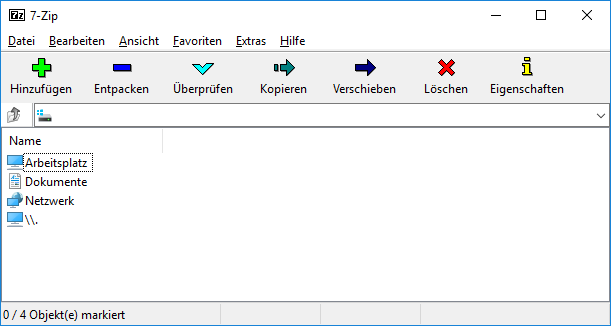 7z 7-Zip
Datei Bearbeiten Ansicht Favoriten Extras Hilfe
Hinzufügen Entpacken Überprüfen Kopieren Verschieben Löschen Eigenschaften
Name
Arbeitsplatz
Dokumente
Netzwerk
\\.
0 / 4 Objekt(e) markiert